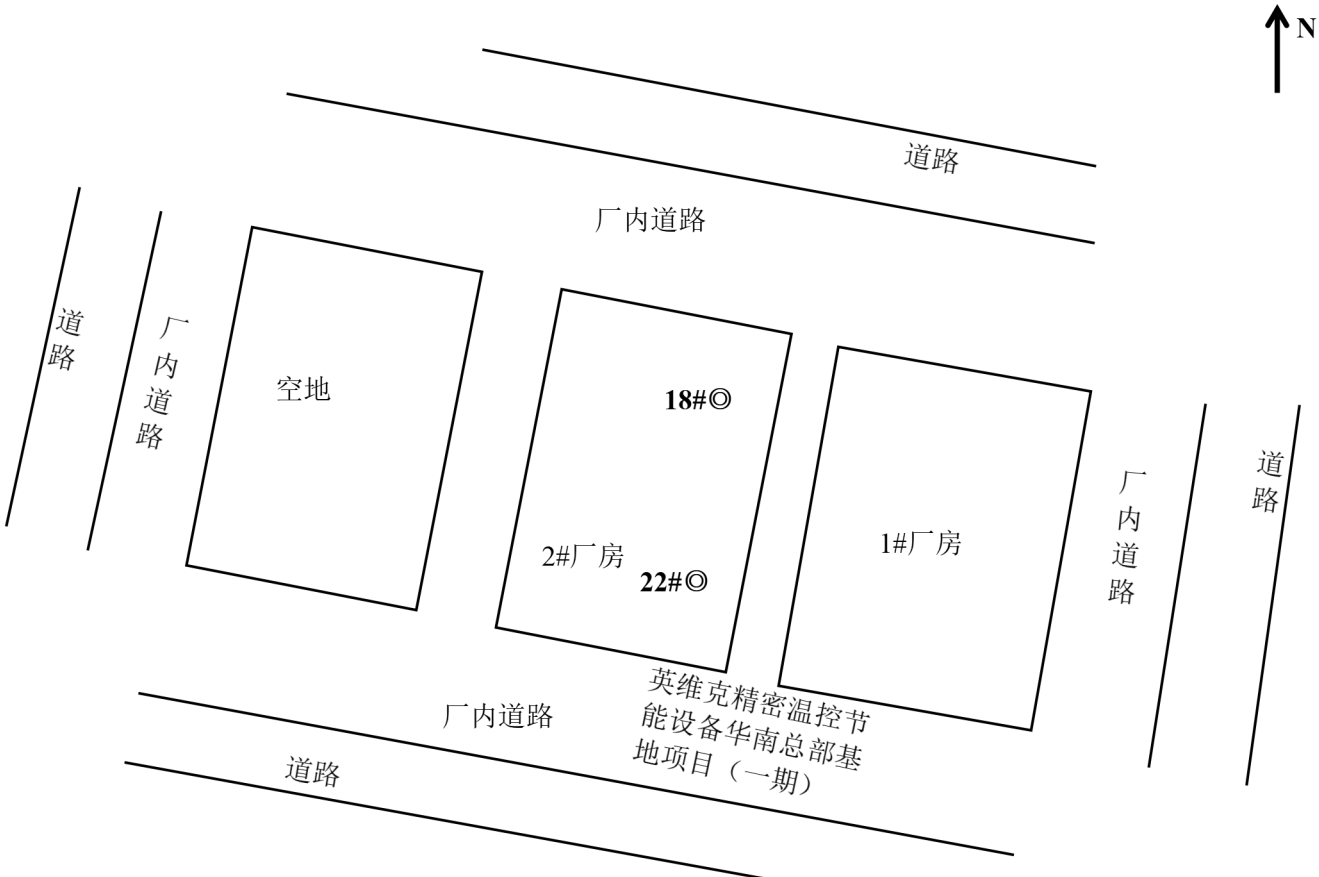 N
道路
厂内道路
道路
厂内道路
空地
18#◎
2#厂房
22#◎
1#厂房
厂内道路
道路
英维克精密温控节
能设备华南总部基
地项目（一期）
厂内道路
道路